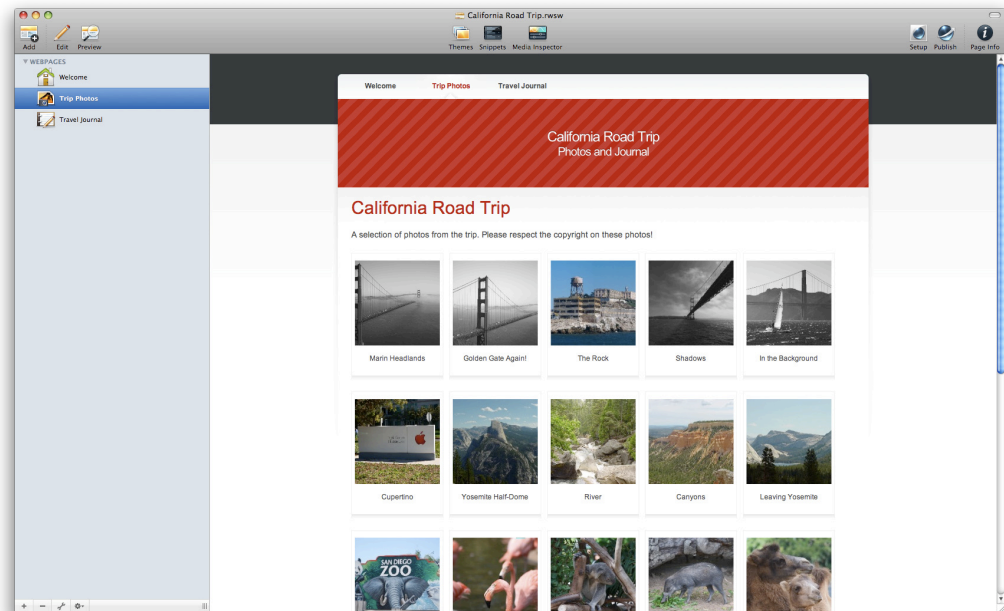 California Road Trip.rwsw
Add Edit Preview Themes Snippets Media Inspector Setup Publish Page Info
WEBPAGES
Welcome
Trip Photos
Travel Journal
Welcome Trip Photos Travel Journal
California Road Trip
Photos and Journal
California Road Trip
A selection of photos from the trip. Please respect the copyright on these photos!
Marin Headlands Golden Gate Again! The Rock Shadows In the Background
Cupertino Yosemite Half-Dome River Canyons Leaving Yosemite
SAN DIEGO
ZOO